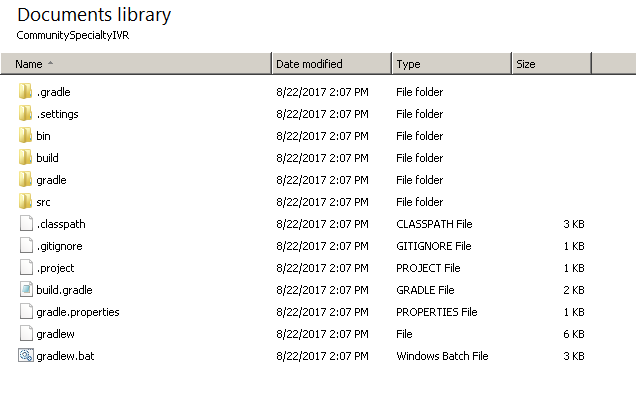 Documents library
CommunitySpecialtyIVR
Name Date modified Type Size
.gradle 8/22/2017 2:07 PM File folder
.settings 8/22/2017 2:07 PM File folder
bin 8/22/2017 2:07 PM File folder
build 8/22/2017 2:07 PM File folder
gradle 8/22/2017 2:07 PM File folder
src 8/22/2017 2:07 PM File folder
.classpath 8/22/2017 2:07 PM CLASSPATH File 3 KB
.gitignore 8/22/2017 2:07 PM GITIGNORE File 1 KB
.project 8/22/2017 2:07 PM PROJECT File 1 KB
build.gradle 8/22/2017 2:07 PM GRADLE File 2 KB
gradle.properties 8/22/2017 2:07 PM PROPERTIES File 1 KB
gradlew 8/22/2017 2:07 PM File 6 KB
gradlew.bat 8/22/2017 2:07 PM Windows Batch File 3 KB